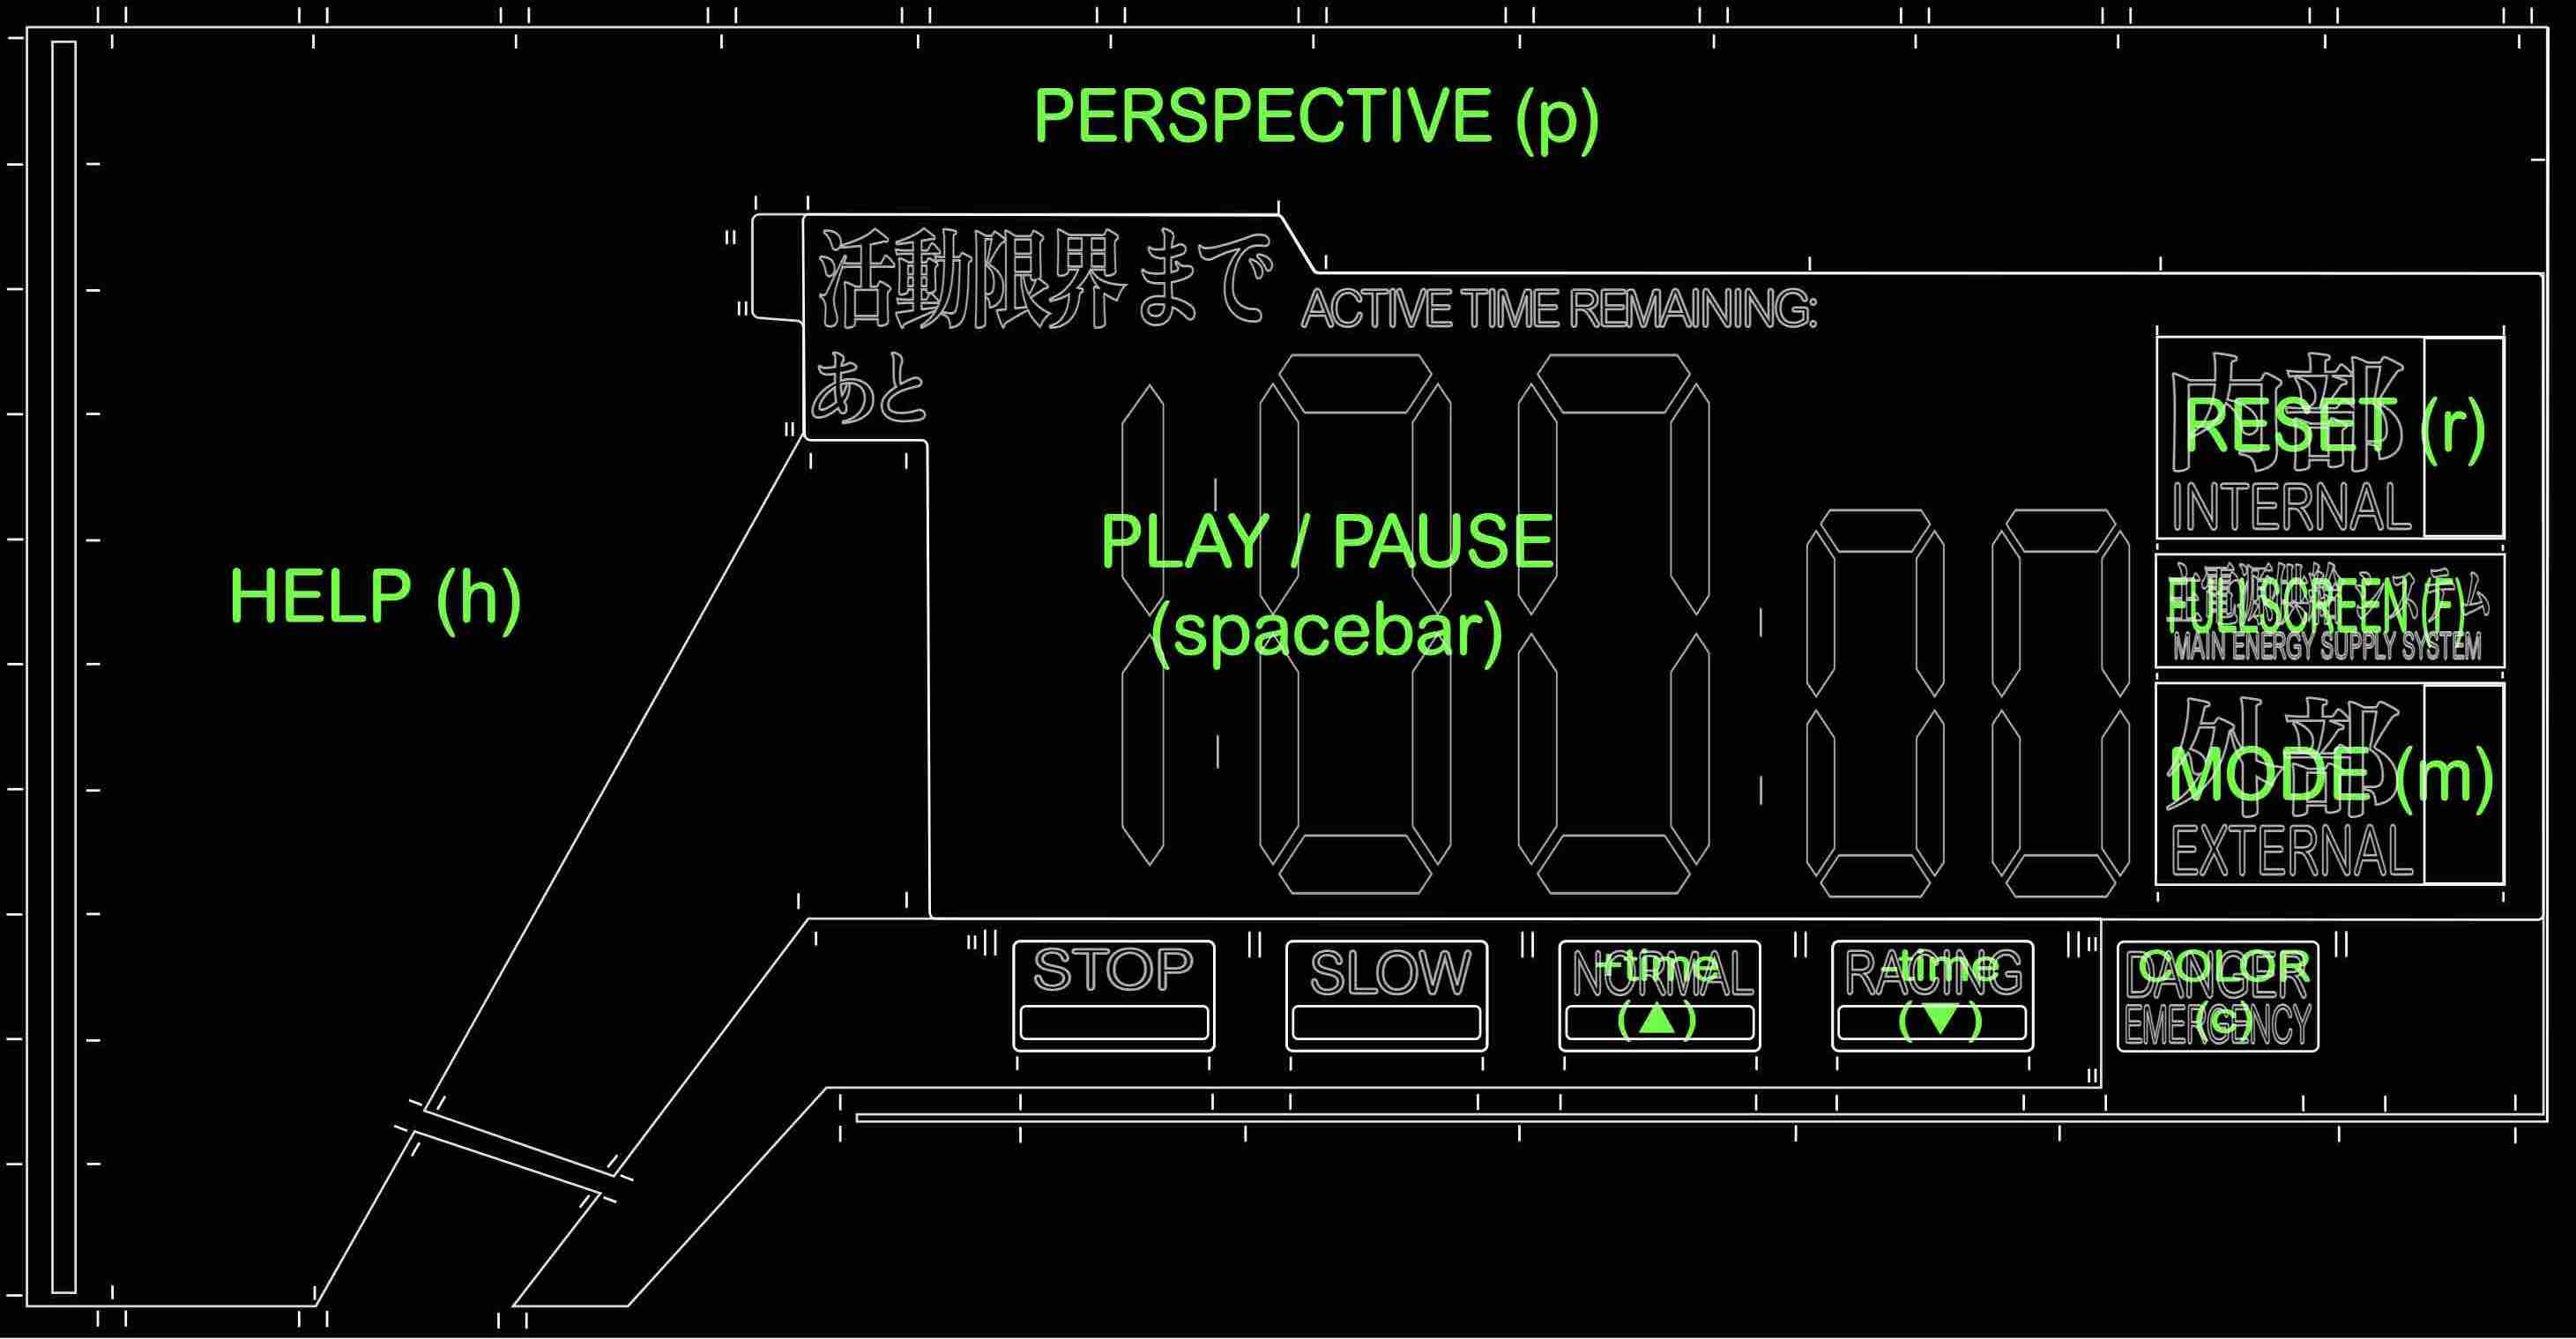 PERSPECTIVE (p)
活動限界まで
ACTIVE TIME REMAINING:
あと
内部
RESET (r)
INTERNAL
PLAY / PAUSE
(spacebar)
HELP (h)
主電源供給システム
FULLSCREEN (F)
MAIN ENERGY SUPPLY SYSTEM
外部
MODE (m)
EXTERNAL
STOP
SLOW
NORMAL
+time
(▲)
RACING
-time
(▼)
DANGER
COLOR
EMERGENCY
(c)